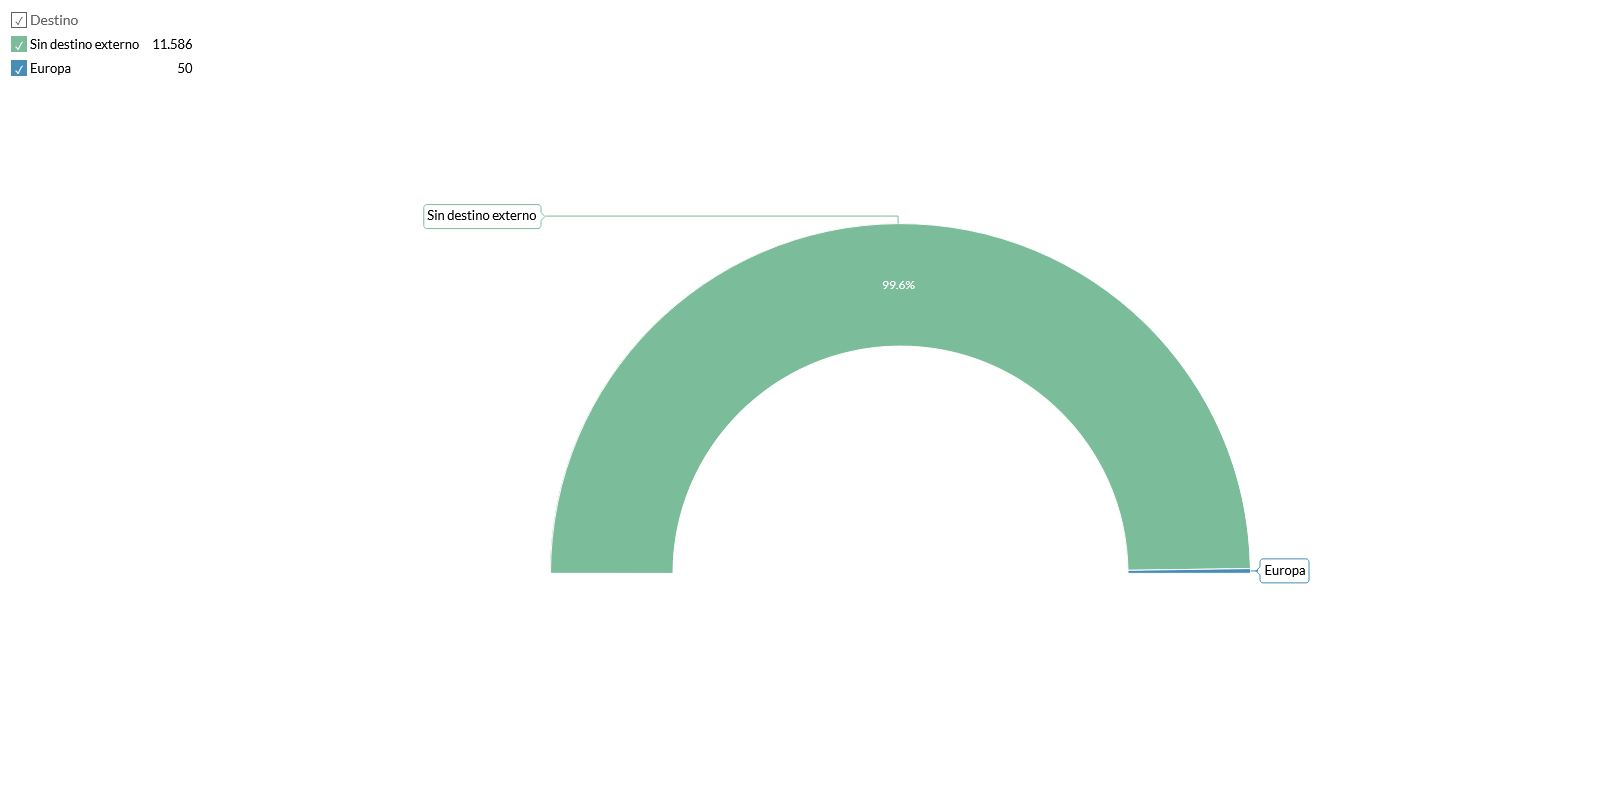 Destino
Sin destino externo 11.586
Europa 50
Sin destino externo
99.6%
Europa